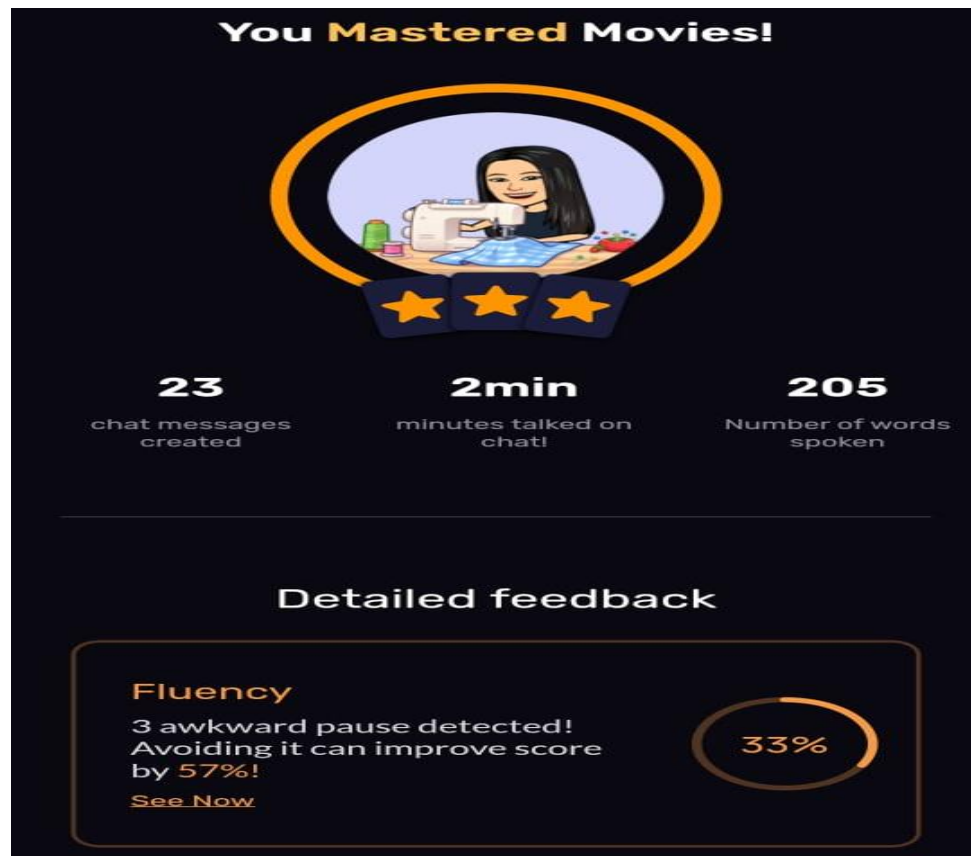 You Mastered Movies!
23
chat messages
created
2min
minutes talked on
chat!
205
Number of words
spoken
Detailed feedback
Fluency
3 awkward pause detected!
Avoiding it can improve score
by 57%!
See Now
33%